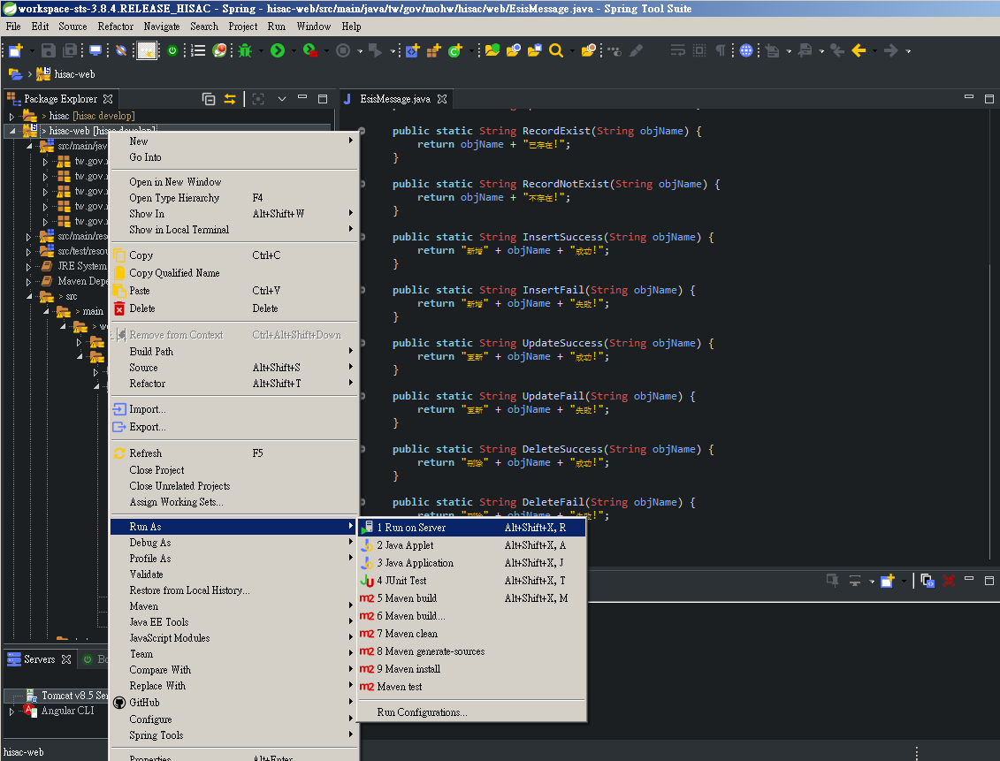 workspace-sts-3.8.4.RELEASE_HISAC - Spring - hisac-web/src/main/java/tw/gov/mohw/hisac/web/EsisMessage.java - Spring Tool Suite
File Edit Source Refactor Navigate Search Project Run Window Help
hisac-web
Package Explorer
> hisac [hisac develop]
> hisac-web [hisac develop]
src/main/jav
tw.gov.
tw.gov.
tw.gov.
tw.gov.
tw.gov.
src/main/reso
src/test/resou
JRE System
Maven Depe
> src
> main
> w
New
Go Into
Open in New Window
Open Type Hierarchy F4
Show In Alt+Shift+W
Show in Local Terminal
Copy Ctrl+C
Copy Qualified Name
Paste Ctrl+V
Delete Delete
Remove from Context Ctrl+Alt+Shift+Down
Build Path
Source Alt+Shift+S
Refactor Alt+Shift+T
Import...
Export...
Refresh F5
Close Project
Close Unrelated Projects
Assign Working Sets...
Run As
Debug As
Profile As
Validate
Restore from Local History...
Maven
Java EE Tools
JavaScript Modules
Team
Compare With
Replace With
GitHub
Configure
Spring Tools
Properties Alt+Enter
1 Run on Server Alt+Shift+X, R
2 Java Applet Alt+Shift+X, A
3 Java Application Alt+Shift+X, J
4 JUnit Test Alt+Shift+X, T
5 Maven build Alt+Shift+X, M
6 Maven build...
7 Maven clean
8 Maven generate-sources
9 Maven install
Maven test
Run Configurations...
EsisMessage.java
public static String RecordExist(String objName) {
return objName + "已存在!";
}
public static String RecordNotExist(String objName) {
return objName + "不存在!";
}
public static String InsertSuccess(String objName) {
return "新增" + objName + "成功!";
}
public static String InsertFail(String objName) {
return "新增" + objName + "失敗!";
}
public static String UpdateSuccess(String objName) {
return "更新" + objName + "成功!";
}
public static String UpdateFail(String objName) {
return "更新" + objName + "失敗!";
}
public static String DeleteSuccess(String objName) {
return "刪除" + objName + "成功!";
}
public static String DeleteFail(String objName) {
return "刪除" + objName + "失敗!";
Servers
Bo
Tomcat v8.5 Ser
Angular CLI
hisac-web